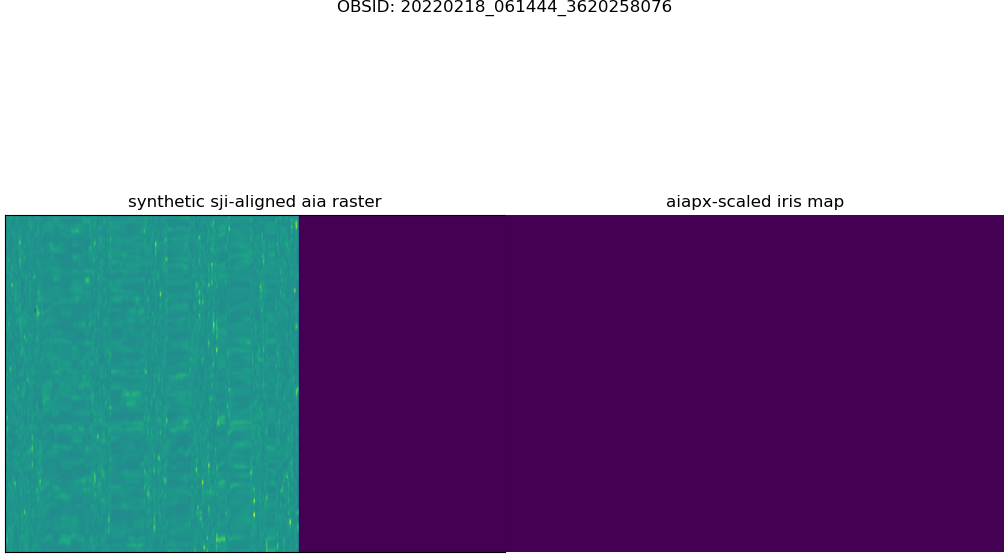 OBSID: 20220218_061444_3620258076
synthetic sji-aligned aia raster
aiapx-scaled iris map